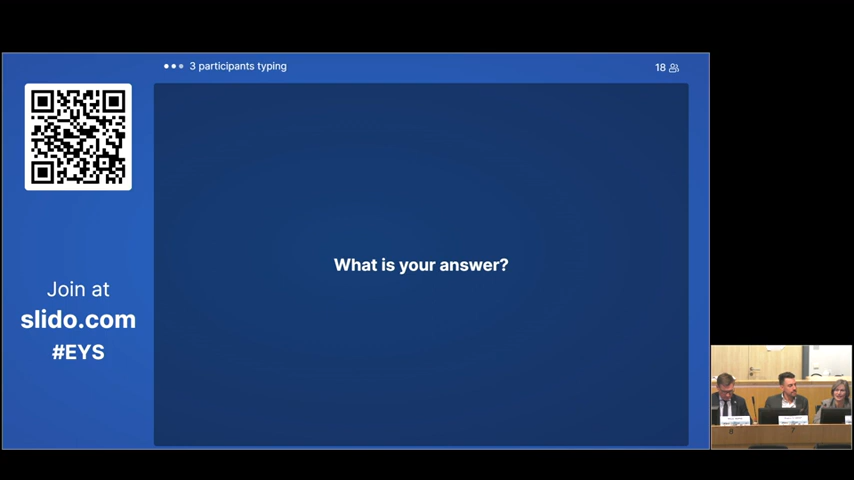 3 participants typing
18
What is your answer?
Join at
slido.com
#EYS